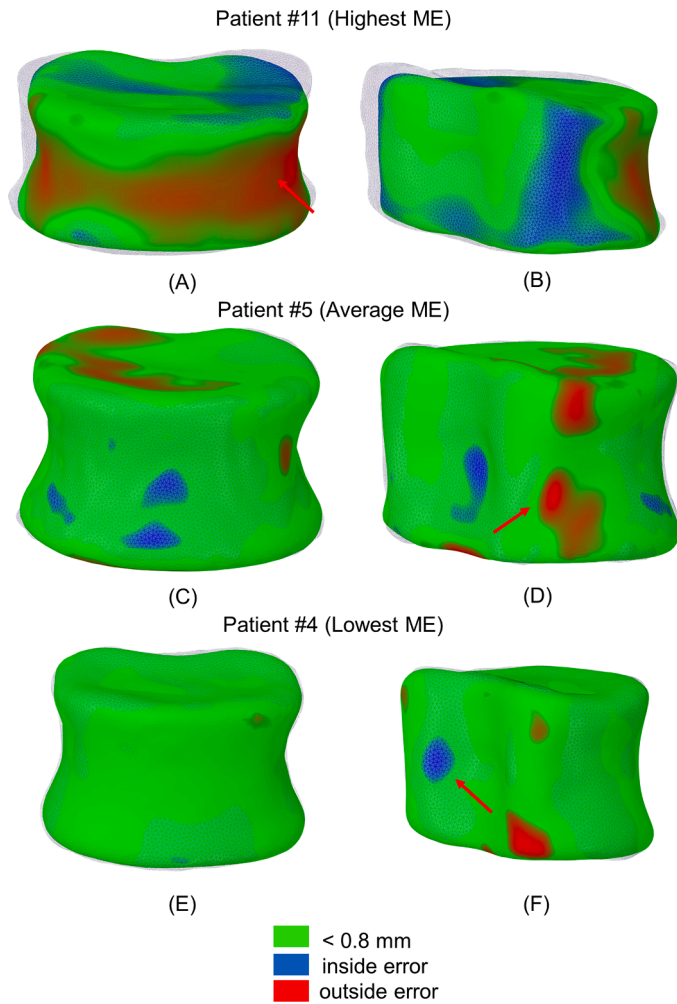 Patient #11 (Highest ME)
(A)
(B)
Patient #5 (Average ME)
(C)
(D)
Patient #4 (Lowest ME)
(E)
(F)
< 0.8 mm
inside error
outside error